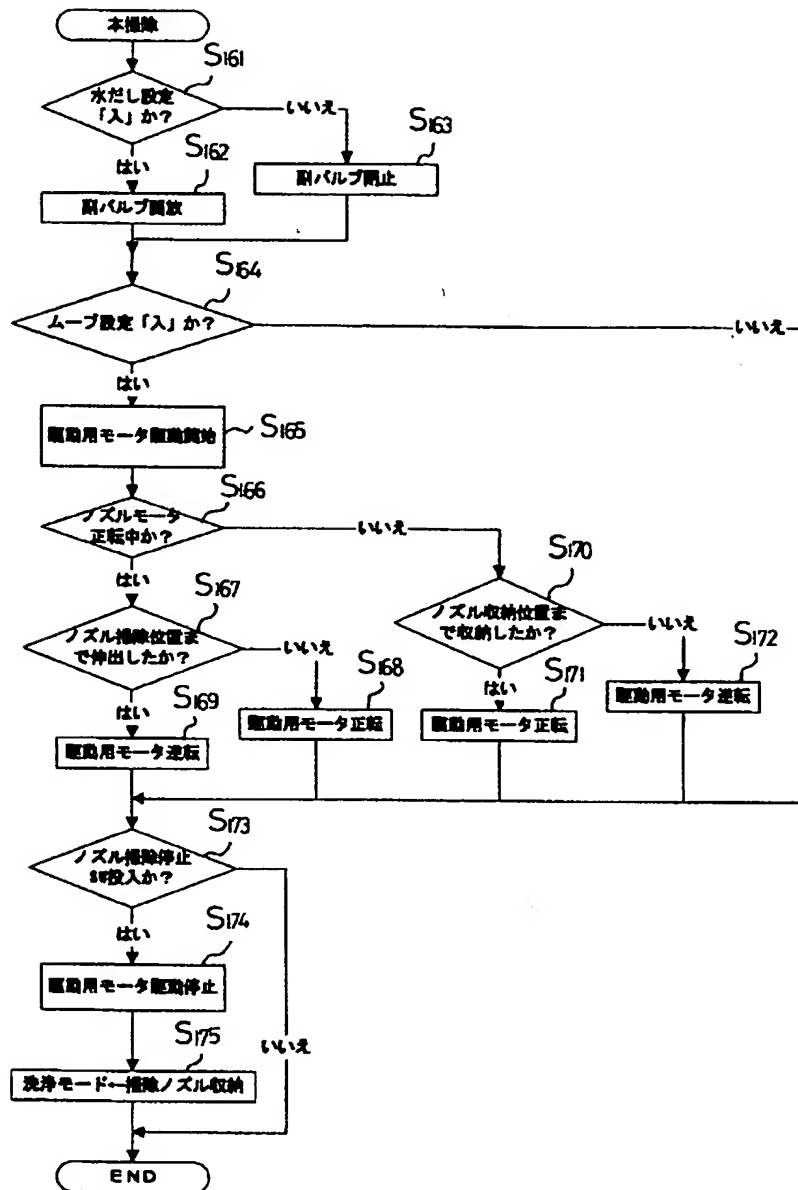 本掃除
S161
水だし設定
「入」か?
いいえ
S163
はい
S162
副バルブ閉止
副バルブ開放
S164
ムーブ設定「入」か?
いいえ
はい
駆動用モータ駆動開始
S165
S166
ノズルモータ
正転中か?
いいえ
はい
S167
S170
ノズル掃除位置ま
で伸出したか?
いいえ
ノズル収納位置ま
で収納したか?
いいえ
S172
はい
S169
S168
はい
S171
駆動用モータ逆転
駆動用モータ正転
駆動用モータ正転
駆動用モータ逆転
S173
ノズル掃除停止
SW投入か?
はい
S174
駆動用モータ駆動停止
S175
いいえ
洗浄モード←掃除ノズル収納
END